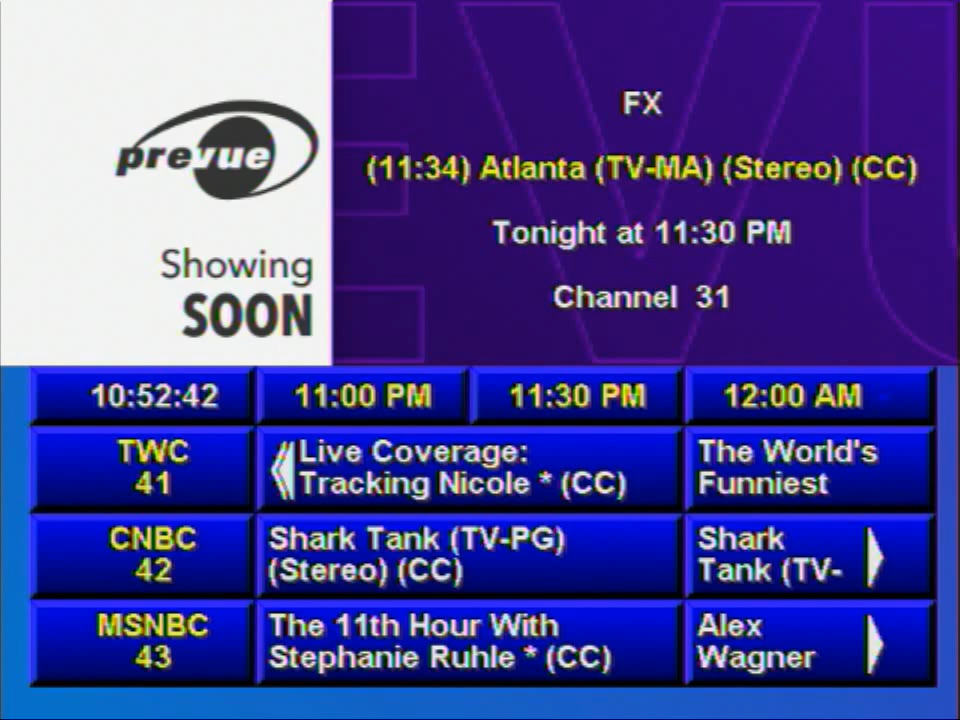 prevue
Showing
SOON
FX
(11:34) Atlanta (TV-MA) (Stereo) (CC)
Tonight at 11:30 PM
Channel 31
10:52:42 11:00 PM 11:30 PM 12:00 AM
TWC
41
Live Coverage:
Tracking Nicole * (CC)
The World's
Funniest
CNBC
42
Shark Tank (TV-PG)
(Stereo) (CC)
Shark
Tank (TV-
MSNBC
43
The 11th Hour With
Stephanie Ruhle * (CC)
Alex
Wagner